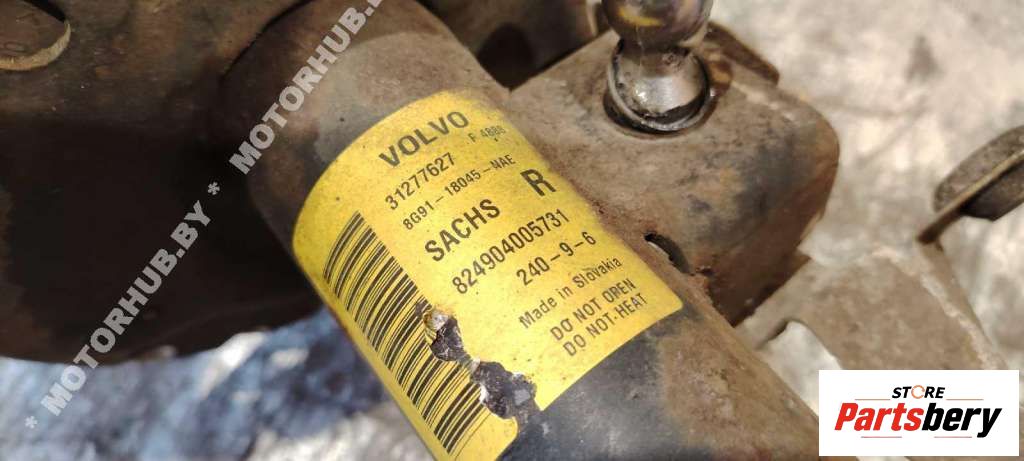 VOLVO
31277627 F 4888
8G91-18045-NAE
SACHS R
824904005731
240-9-6
Made in Slovakia
DO NOT OPEN
DO NOT HEAT
* MOTORHUB.BY * MOTORHUB.BY
STORE
Partsbery